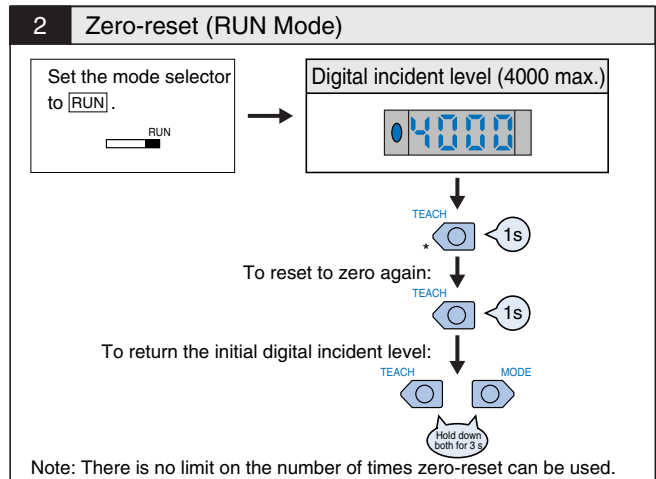 2 Zero-reset (RUN Mode)
Set the mode selector
to RUN .
RUN
Digital incident level (4000 max.)
4000
TEACH
* 1s
To reset to zero again:
TEACH
1s
To return the initial digital incident level:
TEACH MODE
Hold down
both for 3 s
Note: There is no limit on the number of times zero-reset can be used.